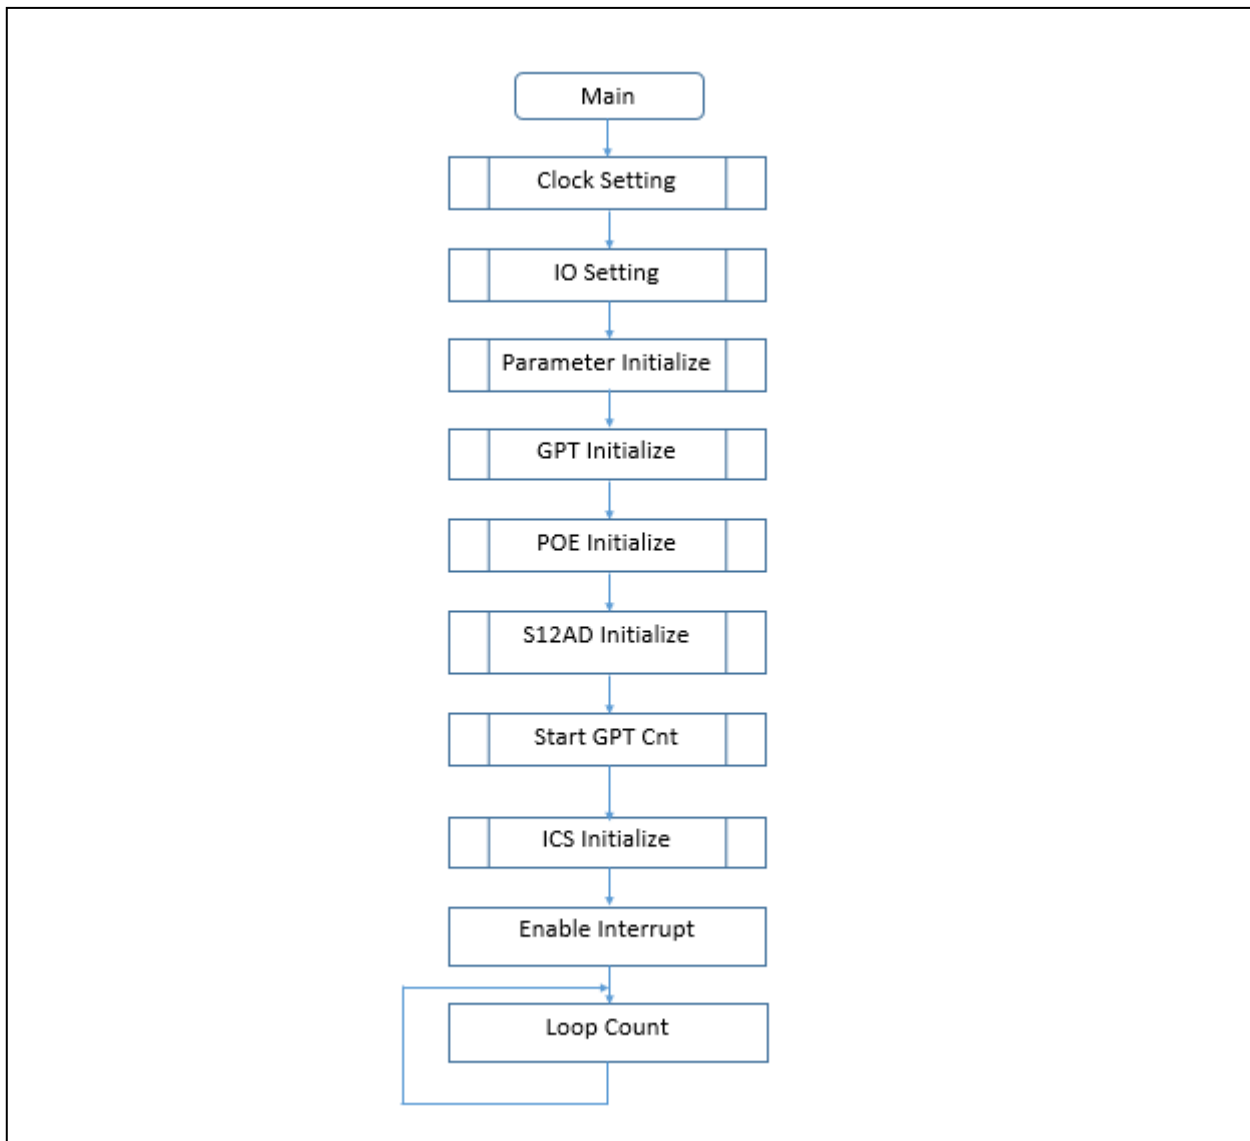 Main
Clock Setting
IO Setting
Parameter Initialize
GPT Initialize
POE Initialize
S12AD Initialize
Start GPT Cnt
ICS Initialize
Enable Interrupt
Loop Count